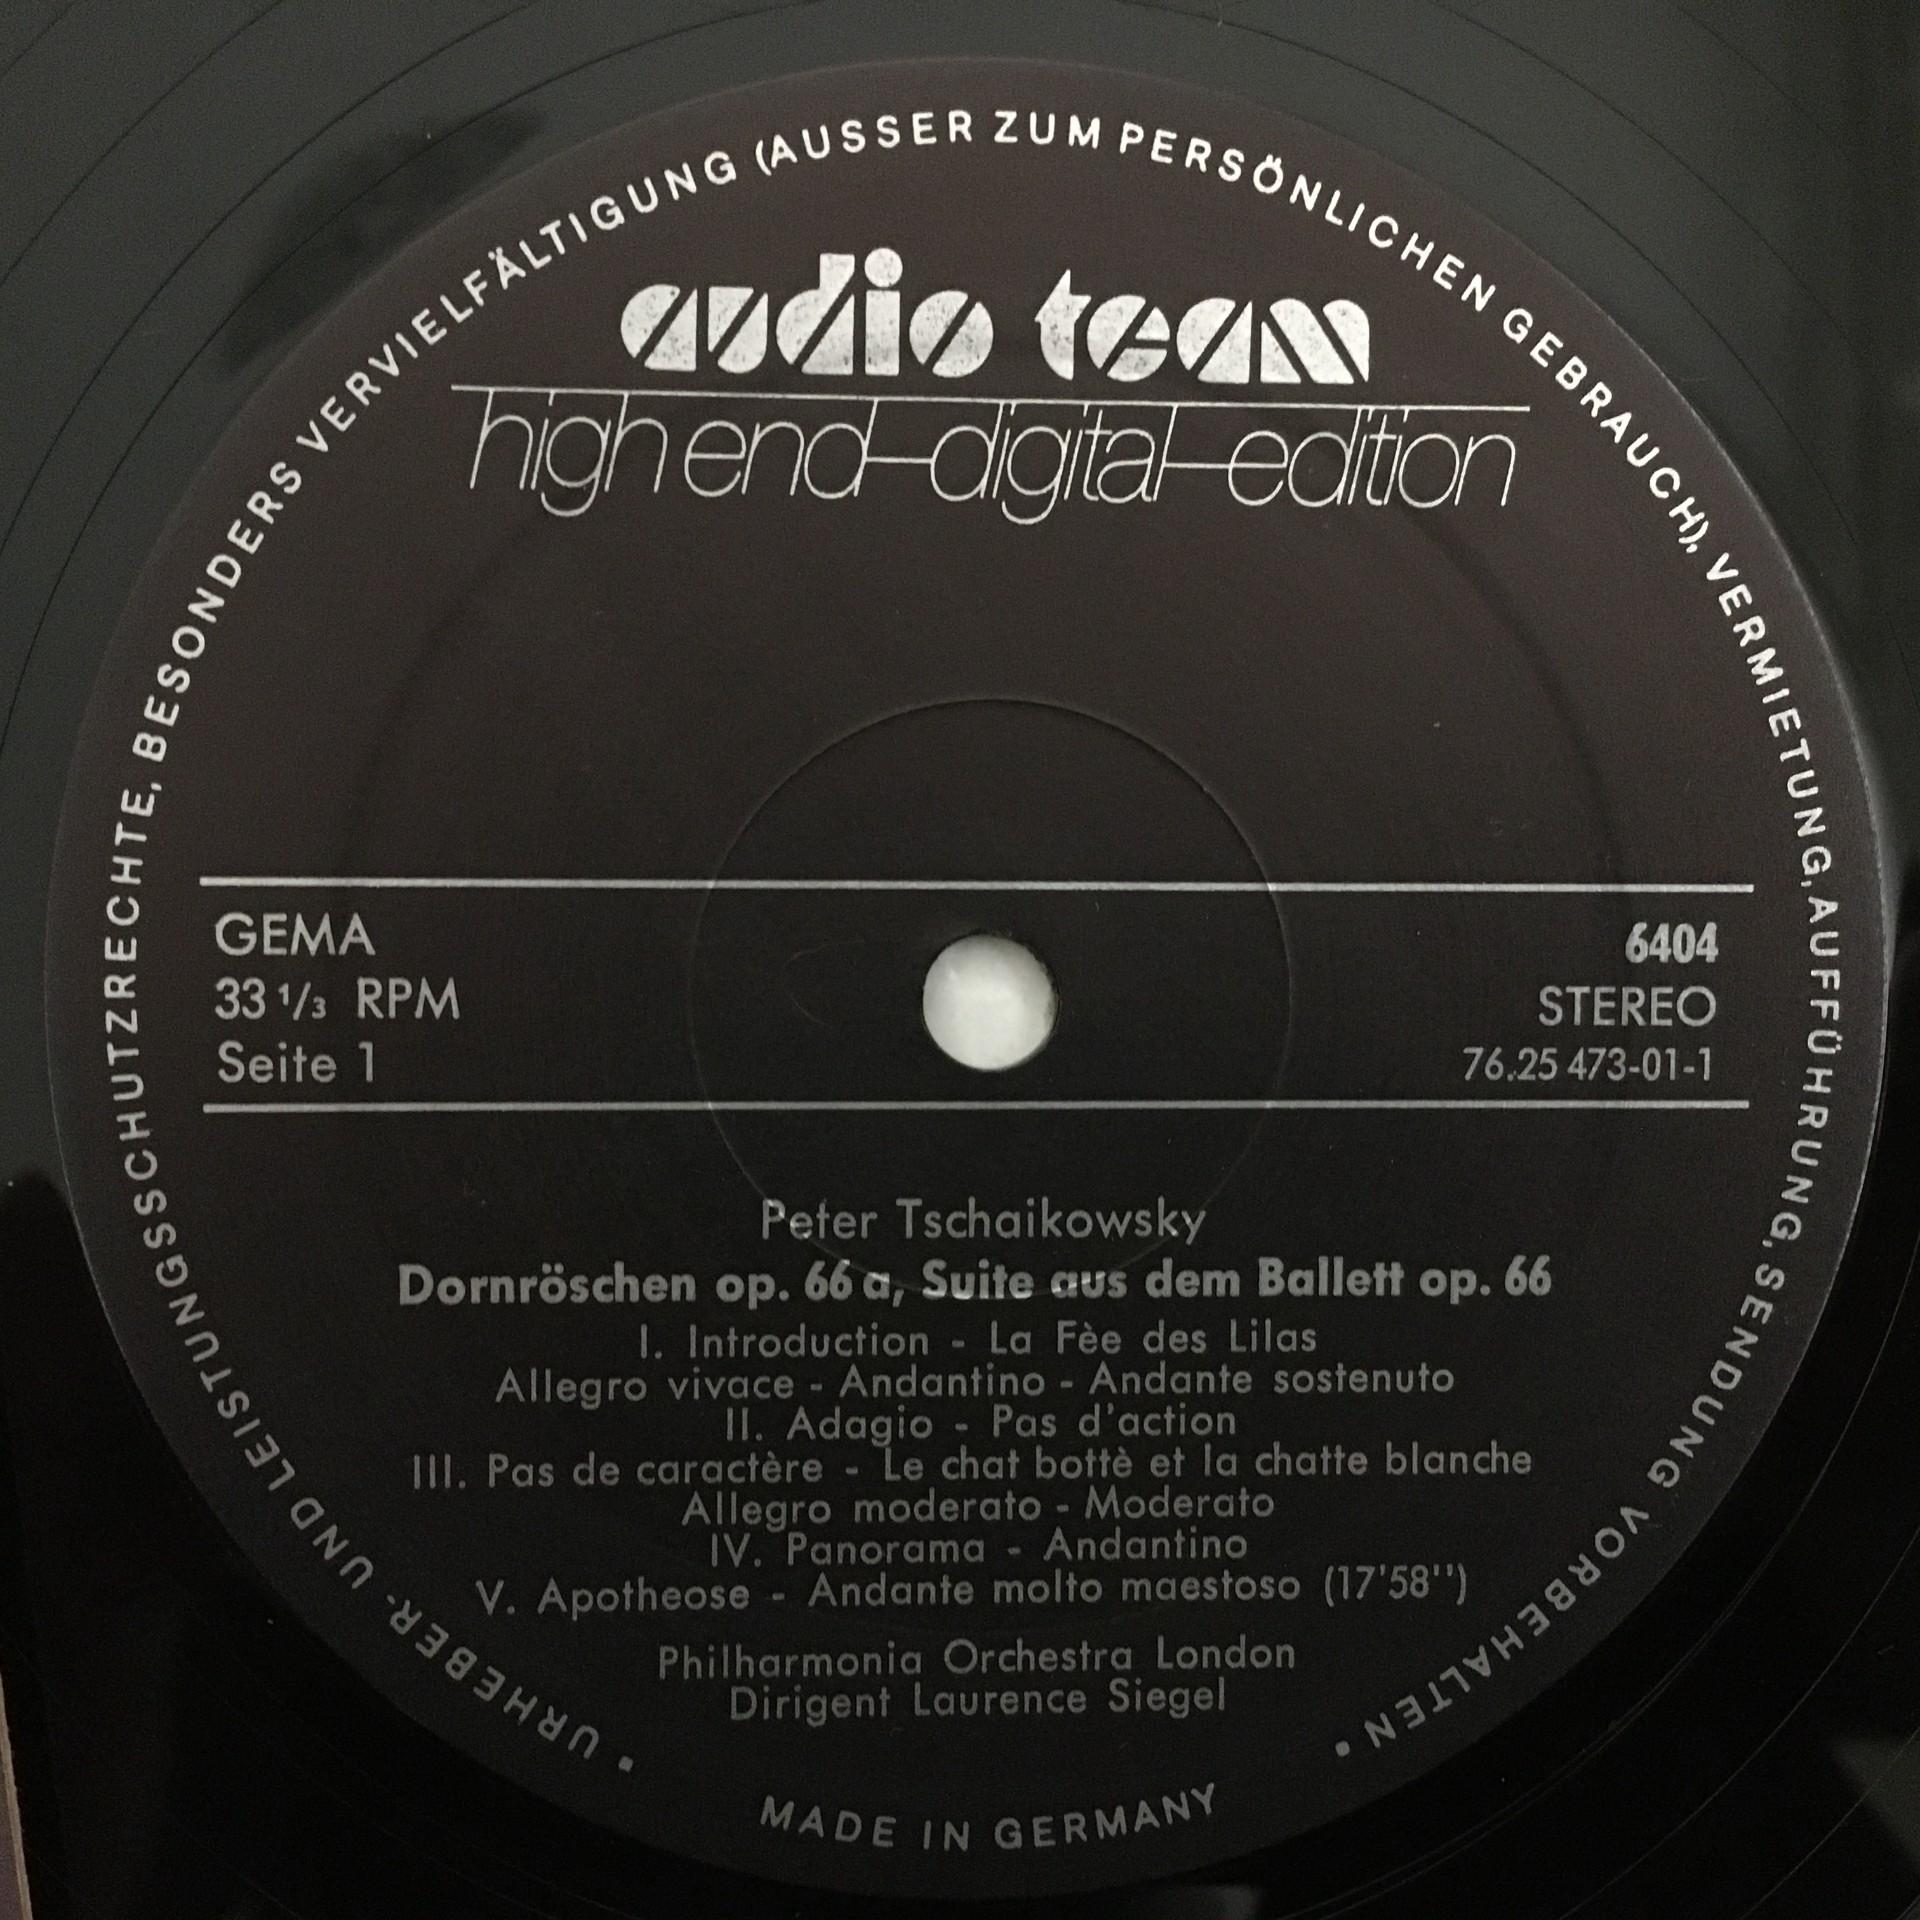 URHEBER- UND LEISTUNGSSCHUTZRECHTE, BESONDERS VERVIELFÄLTIGUNG (AUSSER ZUM PERSÖNLICHEN GEBRAUCH), VERMIETUNG, AUFFÜHRUNG, SENDUNG VORBEHALTEN
audio team
high end-digital-edition
GEMA
33 1/3 RPM
Seite 1
6404
STEREO
76.25 473-01-1
Peter Tschaikowsky
Dornröschen op. 66 a, Suite aus dem Ballett op. 66
I. Introduction - La Fèe des Lilas
Allegro vivace - Andantino - Andante sostenuto
II. Adagio - Pas d'action
III. Pas de caractère - Le chat bottè et la chatte blanche
Allegro moderato - Moderato
IV. Panorama - Andantino
V. Apotheose - Andante molto maestoso (17'58'')
Philharmonia Orchestra London
Dirigent Laurence Siegel
MADE IN GERMANY